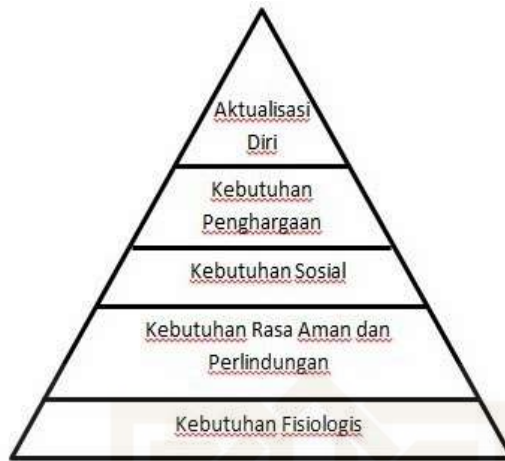 Aktualisasi
Diri
Kebutuhan
Penghargaan
Kebutuhan Sosial
Kebutuhan Rasa Aman dan
Perlindungan
Kebutuhan Fisiologis